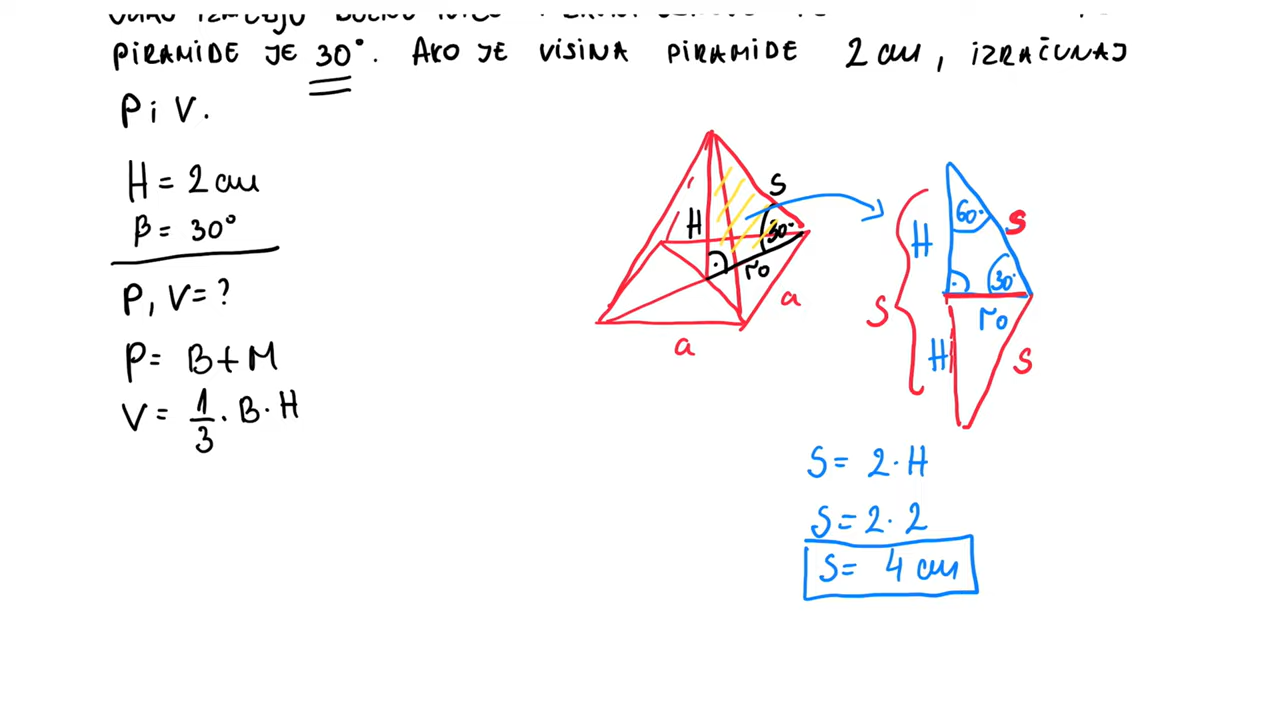 PIRAMIDE JE 30°. AKO JE VISINA PIRAMIDE 2 cm, IZRAČUNAJ
P i V.
H = 2 cm
β = 30°
P, V = ?
P = B + M
V = 1/3 · B · H
H
s
30°
r₀
a
a
60°
s
H
30°
r₀
s
H
s
s = 2 · H
s = 2 · 2
s = 4 cm